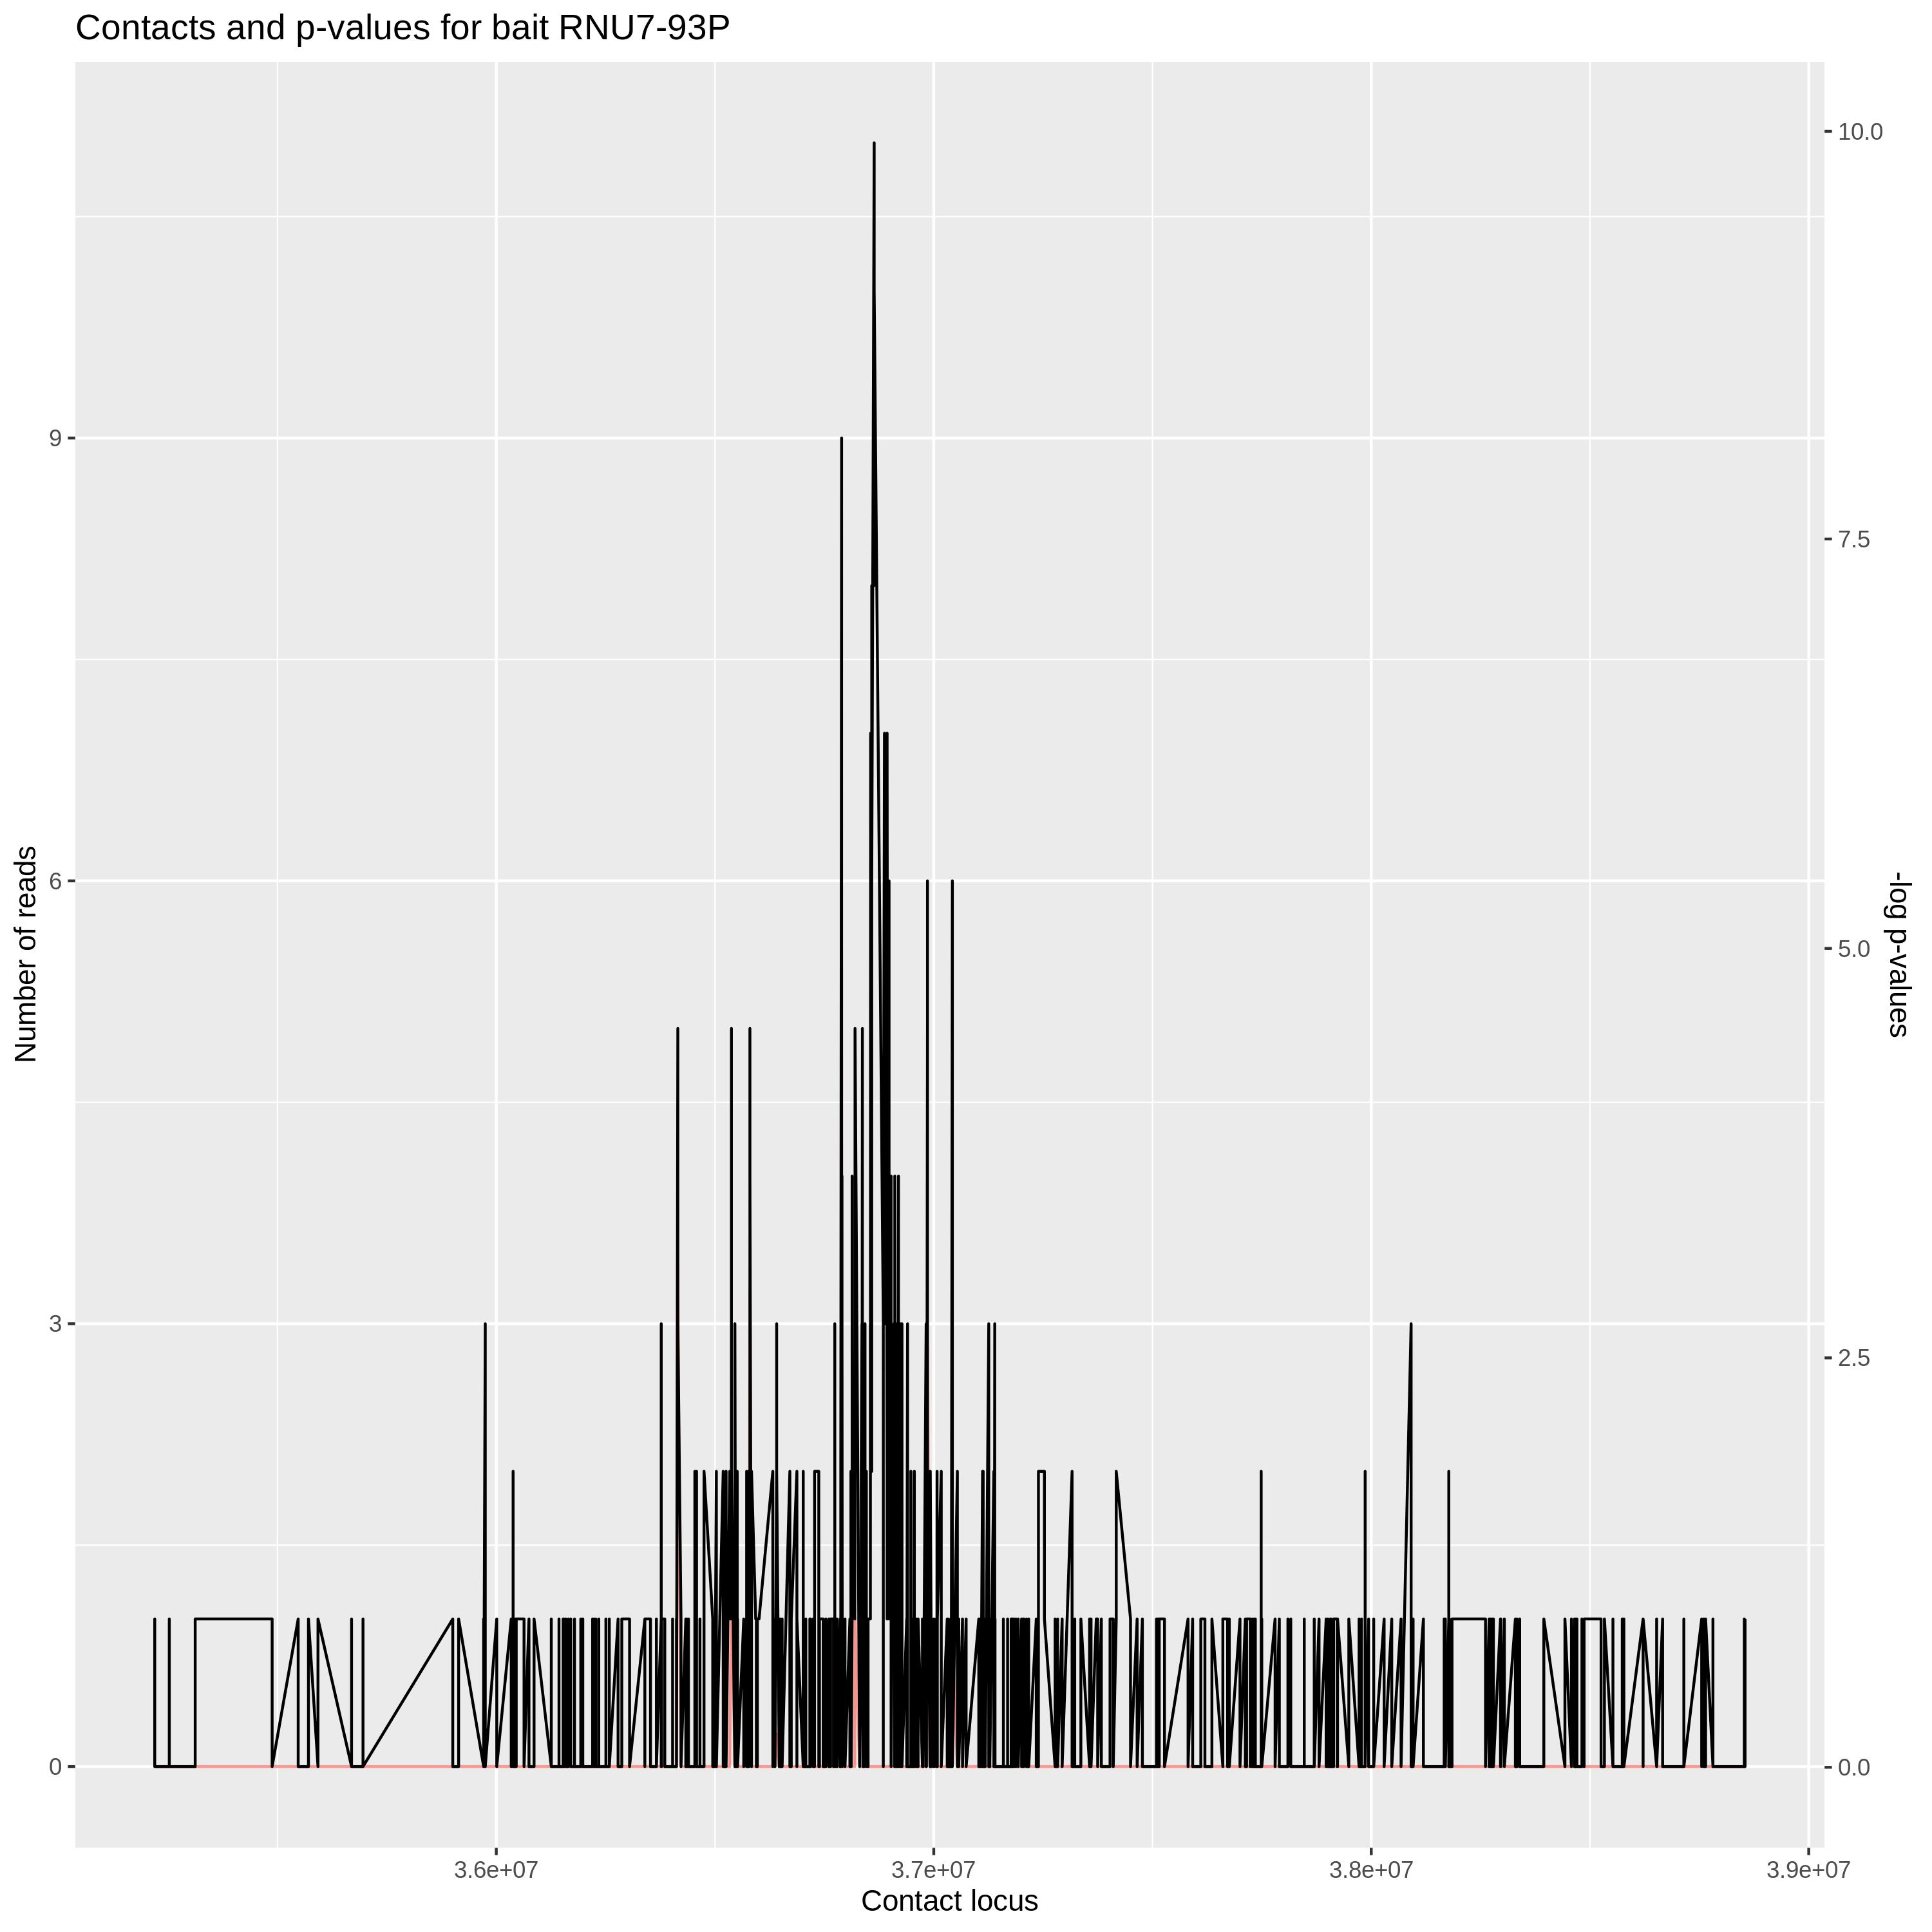 Contacts and p-values for bait RNU7-93P
Number of reads
9
6
3
0
10.0
7.5
5.0
2.5
0.0
-log p-values
3.6e+07
3.7e+07
3.8e+07
3.9e+07
Contact locus